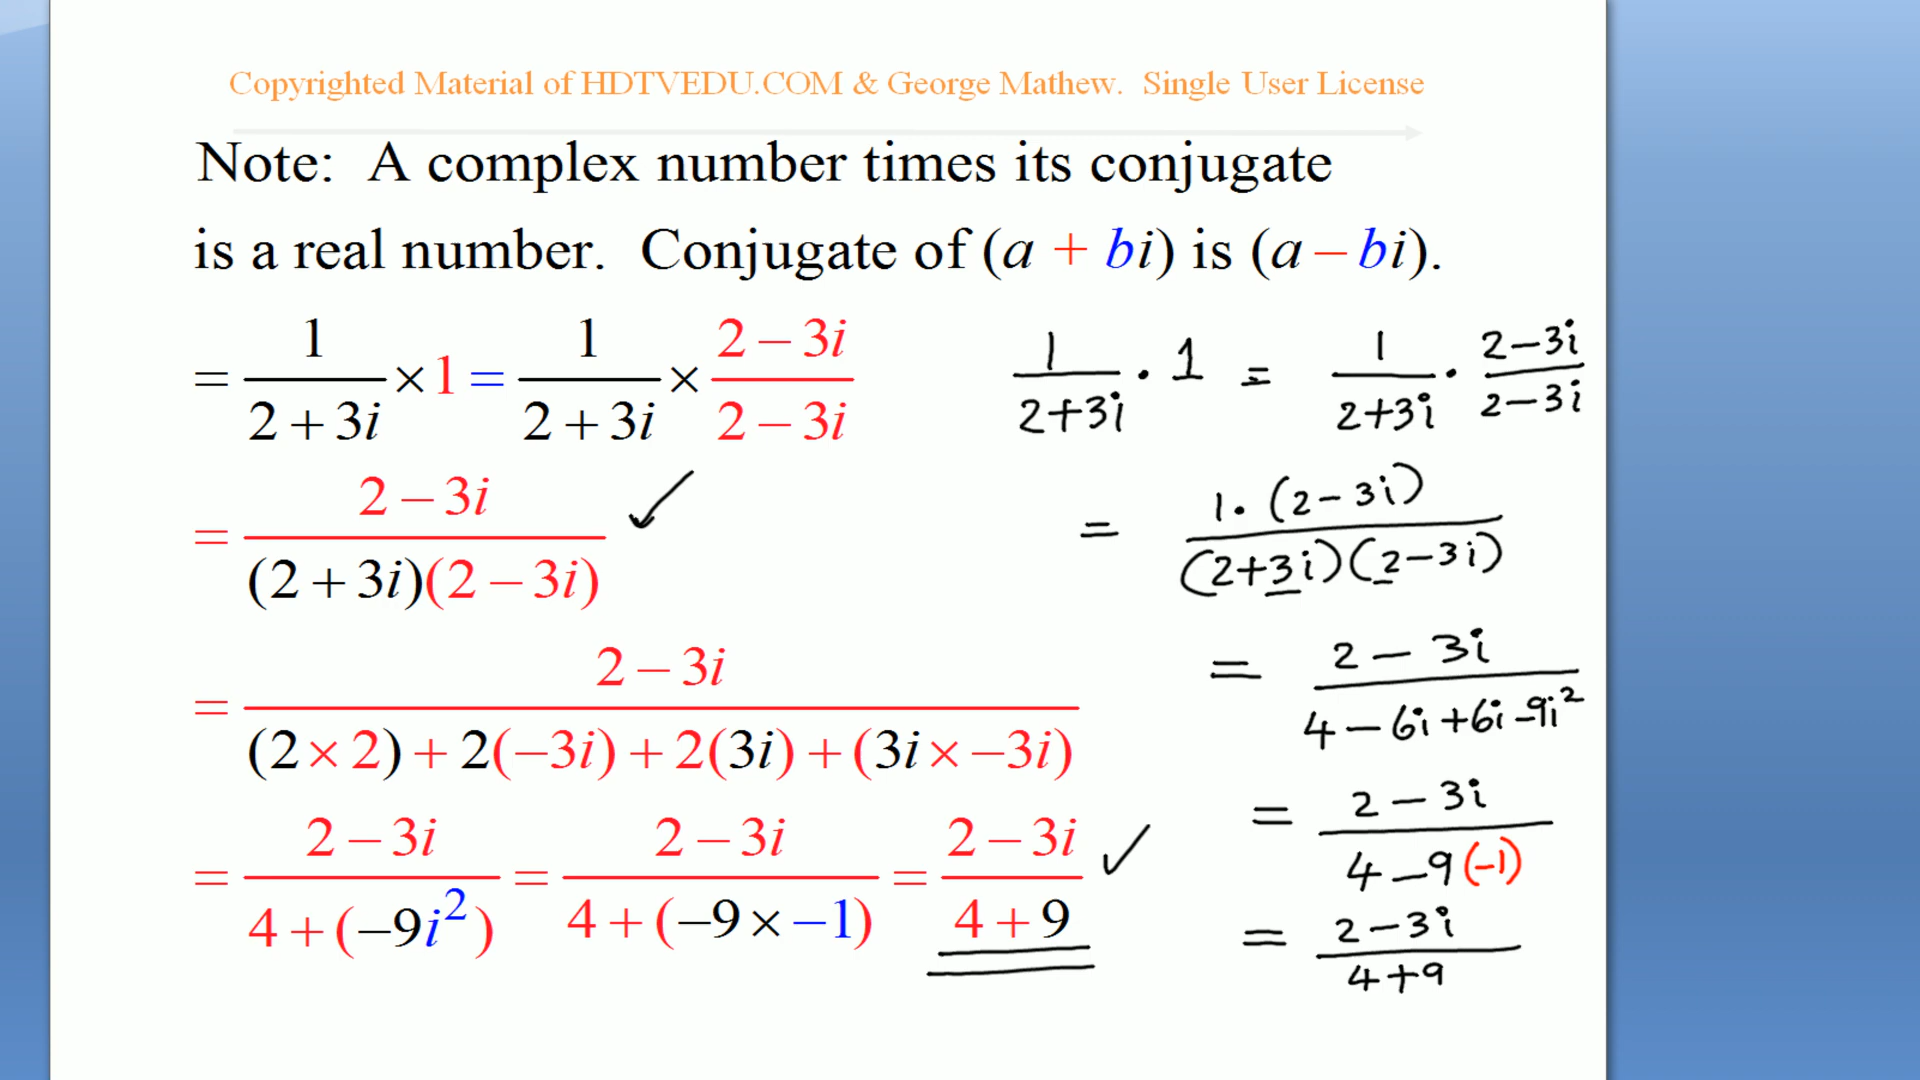 Copyrighted Material of HDTVEDU.COM & George Mathew. Single User License
Note: A complex number times its conjugate
is a real number. Conjugate of (a + bi) is (a − bi).
= 1/(2 + 3i) × 1 = 1/(2 + 3i) × (2 − 3i)/(2 − 3i)
= (2 − 3i)/((2 + 3i)(2 − 3i)) ✓
= (2 − 3i)/((2 × 2) + 2(−3i) + 2(3i) + (3i × −3i))
= (2 − 3i)/(4 + (−9i²)) = (2 − 3i)/(4 + (−9 × −1)) = (2 − 3i)/(4 + 9) ✓
1/(2+3i) · 1 = 1/(2+3i) · (2−3i)/(2−3i)
= 1·(2−3i)/((2+3i)(2−3i))
= (2−3i)/(4−6i+6i−9i²)
= (2−3i)/(4−9(−1))
= (2−3i)/(4+9)